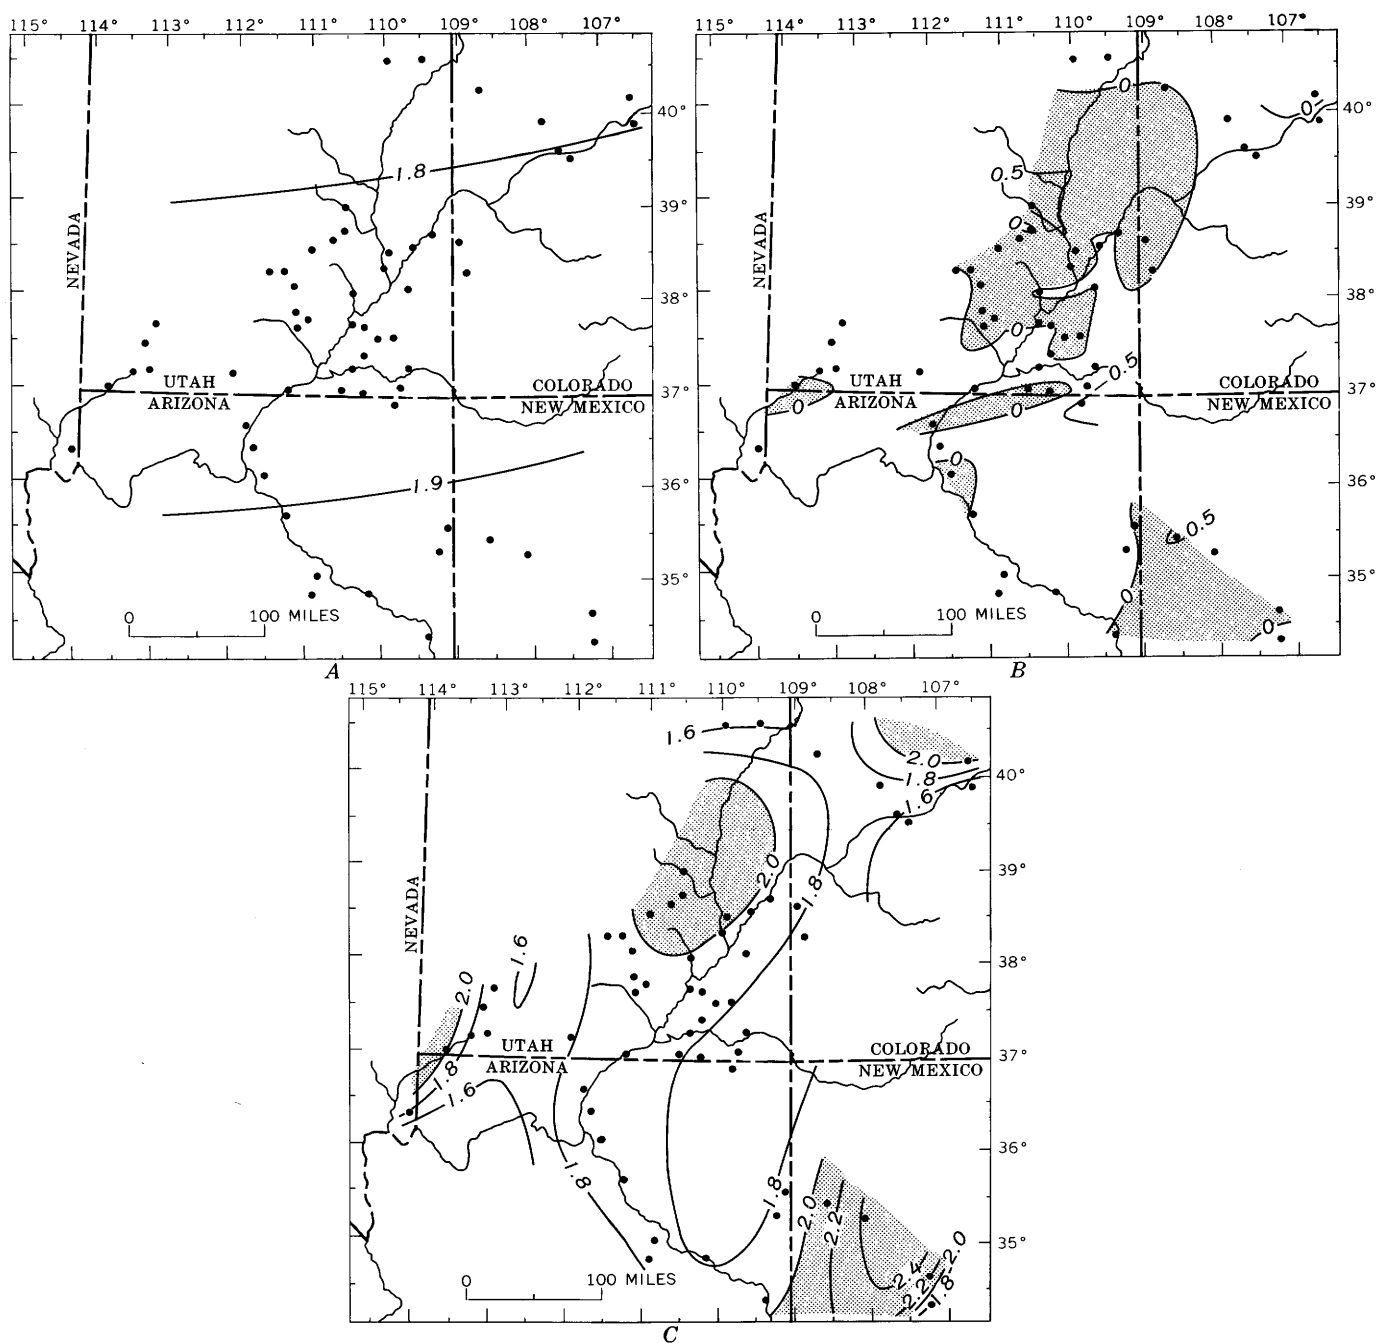 115° 114° 113° 112° 111° 110° 109° 108° 107°
40°
1.8
39°
NEVADA
38°
UTAH
COLORADO
37°
ARIZONA
NEW MEXICO
1.9
36°
35°
0 100 MILES
A
115° 114° 113° 112° 111° 110° 109° 108° 107°
0
0
40°
0.5
39°
0
NEVADA
38°
0
0.5
UTAH
COLORADO
37°
ARIZONA
NEW MEXICO
0
0
0
36°
0.5
35°
0
0
0 100 MILES
B
115° 114° 113° 112° 111° 110° 109° 108° 107°
1.6
2.0
1.8
40°
1.6
2.0
39°
1.8
NEVADA
1.6
38°
2.0
UTAH
COLORADO
37°
ARIZONA
NEW MEXICO
1.8
1.6
36°
1.8
1.8
2.0
2.2
2.0
35°
2.4
2.2
1.8
0 100 MILES
C